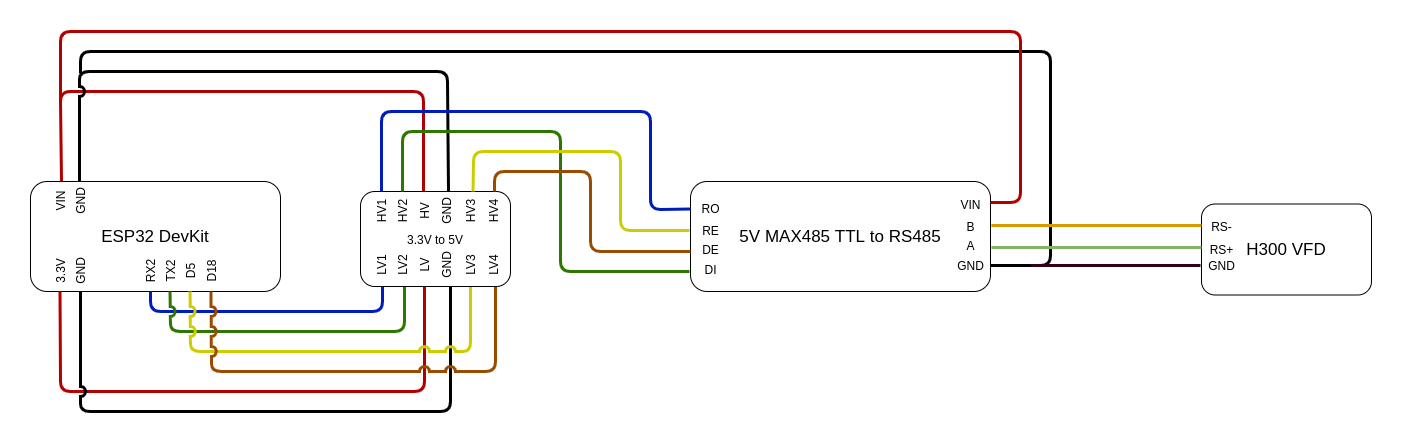 VIN
GND
ESP32 DevKit
3.3V
GND
RX2
TX2
D5
D18
HV1
HV2
HV
GND
HV3
HV4
3.3V to 5V
LV1
LV2
LV
GND
LV3
LV4
RO
RE
DE
DI
5V MAX485 TTL to RS485
VIN
B
A
GND
RS-
RS+
GND
H300 VFD